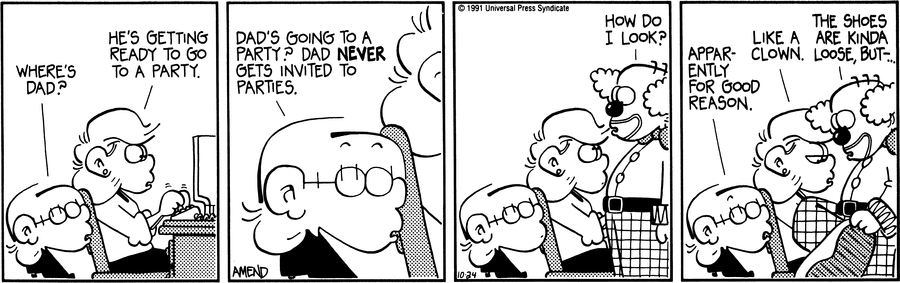 WHERE'S
DAD?
HE'S GETTING
READY TO GO
TO A PARTY.
DAD'S GOING TO A
PARTY? DAD NEVER
GETS INVITED TO
PARTIES.
AMEND
© 1991 Universal Press Syndicate
HOW DO
I LOOK?
10-24
APPAR-
ENTLY
FOR GOOD
REASON.
LIKE A
CLOWN.
THE SHOES
ARE KINDA
LOOSE, BUT-...